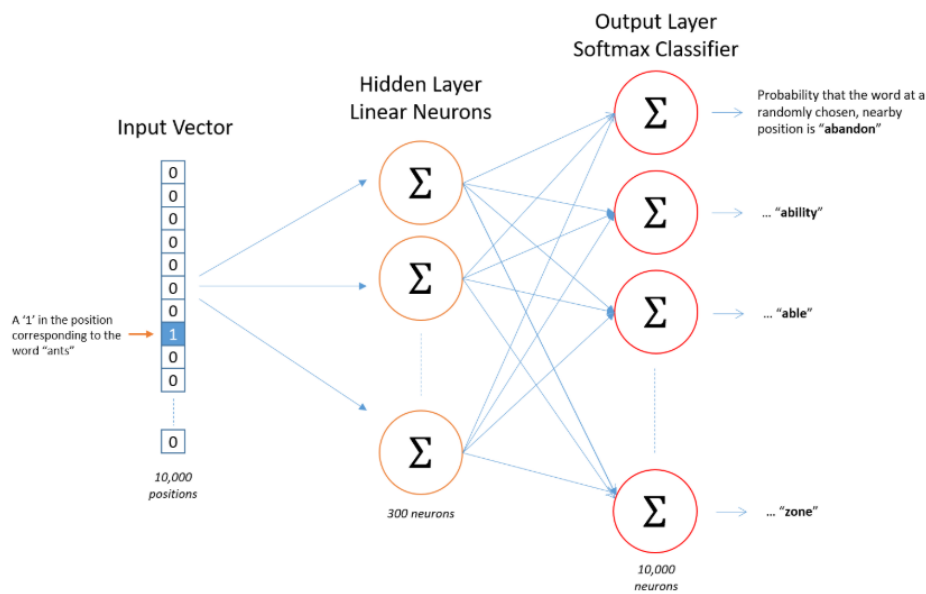 Output Layer
Softmax Classifier
Hidden Layer
Linear Neurons
Input Vector
Probability that the word at a
randomly chosen, nearby
position is "abandon"
0
0
0
0
0
0
0
1
0
0
0
A '1' in the position
corresponding to the
word "ants"
10,000
positions
Σ
Σ
Σ
300 neurons
Σ
Σ
Σ
Σ
... "ability"
... "able"
... "zone"
10,000
neurons